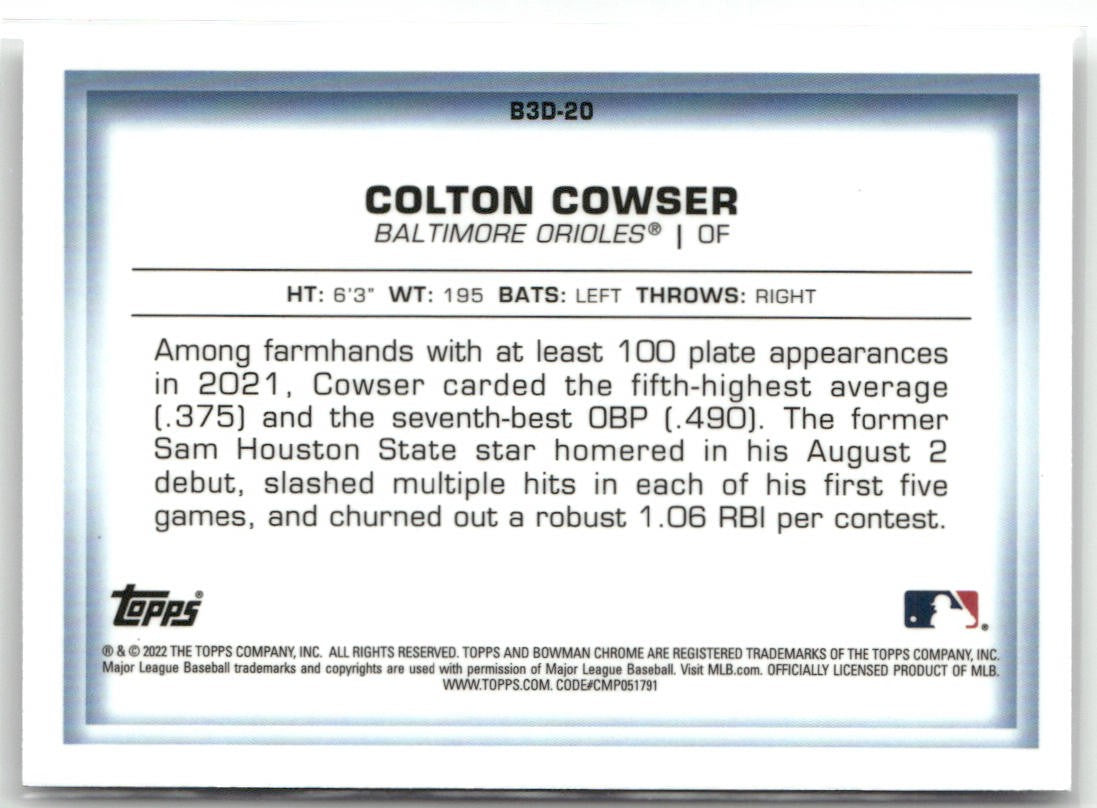 B3D-20
COLTON COWSER
BALTIMORE ORIOLES® | OF
HT: 6'3" WT: 195 BATS: LEFT THROWS: RIGHT
Among farmhands with at least 100 plate appearances
in 2021, Cowser carded the fifth-highest average
(.375) and the seventh-best OBP (.490). The former
Sam Houston State star homered in his August 2
debut, slashed multiple hits in each of his first five
games, and churned out a robust 1.06 RBI per contest.
Topps®
® & © 2022 THE TOPPS COMPANY, INC. ALL RIGHTS RESERVED. TOPPS AND BOWMAN CHROME ARE REGISTERED TRADEMARKS OF THE TOPPS COMPANY, INC.
Major League Baseball trademarks and copyrights are used with permission of Major League Baseball. Visit MLB.com. OFFICIALLY LICENSED PRODUCT OF MLB.
WWW.TOPPS.COM. CODE#CMP051791